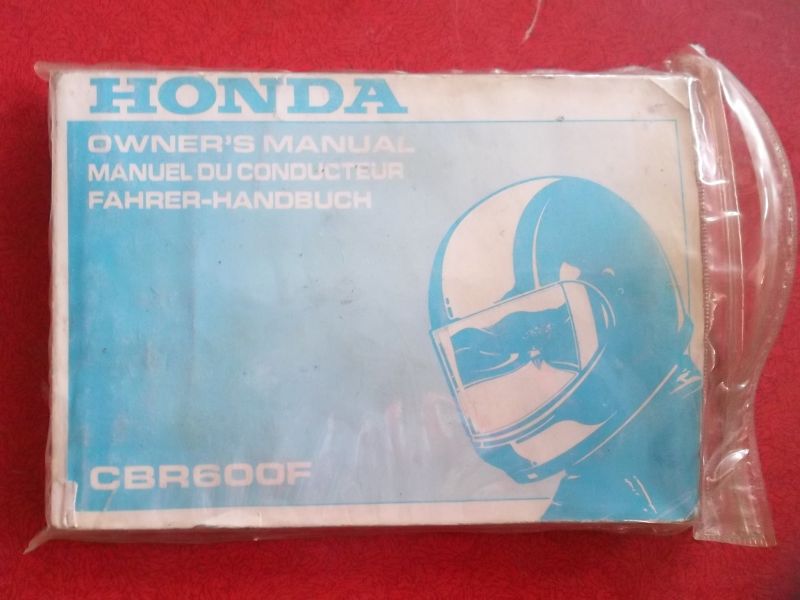 HONDA
OWNER'S MANUAL
MANUEL DU CONDUCTEUR
FAHRER-HANDBUCH
CBR600F